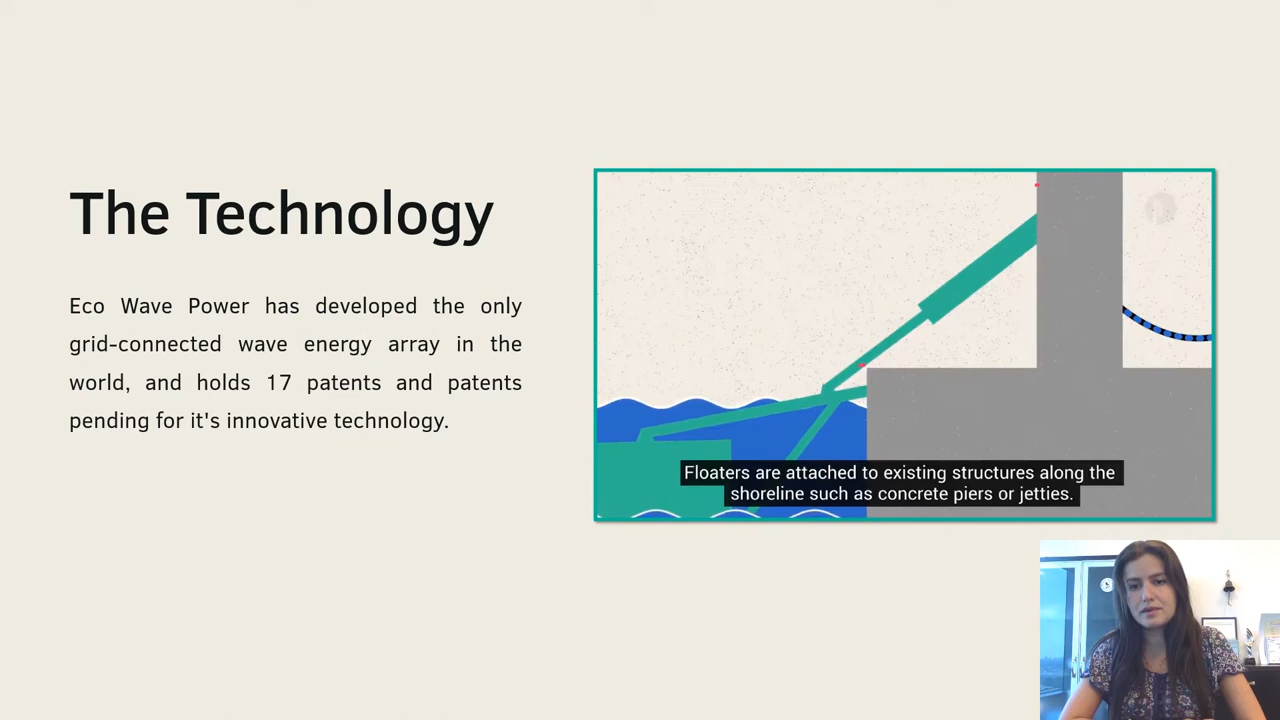 The Technology
Eco Wave Power has developed the only
grid-connected wave energy array in the
world, and holds 17 patents and patents
pending for it's innovative technology.
Floaters are attached to existing structures along the
shoreline such as concrete piers or jetties.